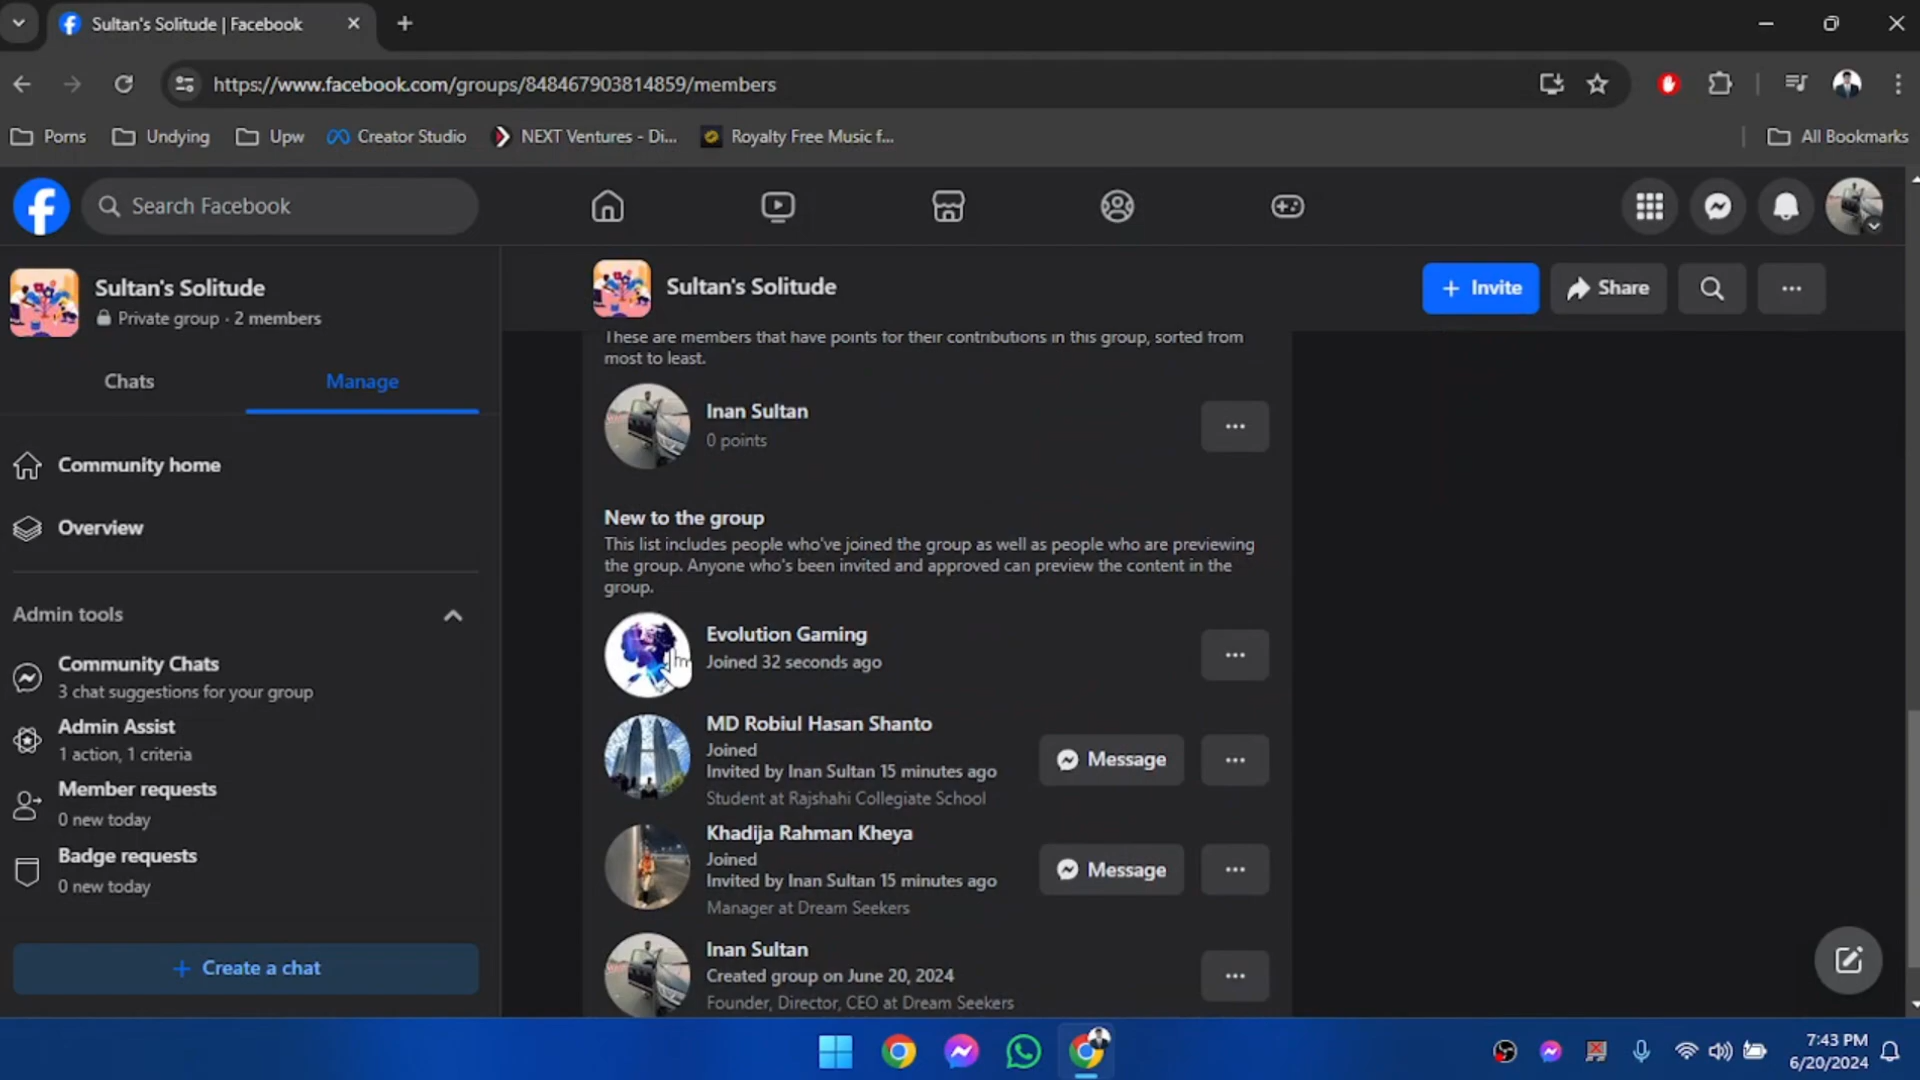 Sultan's Solitude | Facebook
https://www.facebook.com/groups/848467903814859/members
Porns
Undying
Upw
Creator Studio
NEXT Ventures - Di...
Royalty Free Music f...
All Bookmarks
Search Facebook
Sultan's Solitude
Private group · 2 members
Chats
Manage
Community home
Overview
Admin tools
Community Chats
3 chat suggestions for your group
Admin Assist
1 action, 1 criteria
Member requests
0 new today
Badge requests
0 new today
+ Create a chat
Sultan's Solitude
+ Invite
Share
These are members that have points for their contributions in this group, sorted from
most to least.
Inan Sultan
0 points
New to the group
This list includes people who've joined the group as well as people who are previewing
the group. Anyone who's been invited and approved can preview the content in the
group.
Evolution Gaming
Joined 32 seconds ago
MD Robiul Hasan Shanto
Joined
Invited by Inan Sultan 15 minutes ago
Student at Rajshahi Collegiate School
Message
Khadija Rahman Kheya
Joined
Invited by Inan Sultan 15 minutes ago
Manager at Dream Seekers
Message
Inan Sultan
Created group on June 20, 2024
Founder, Director, CEO at Dream Seekers
7:43 PM
6/20/2024